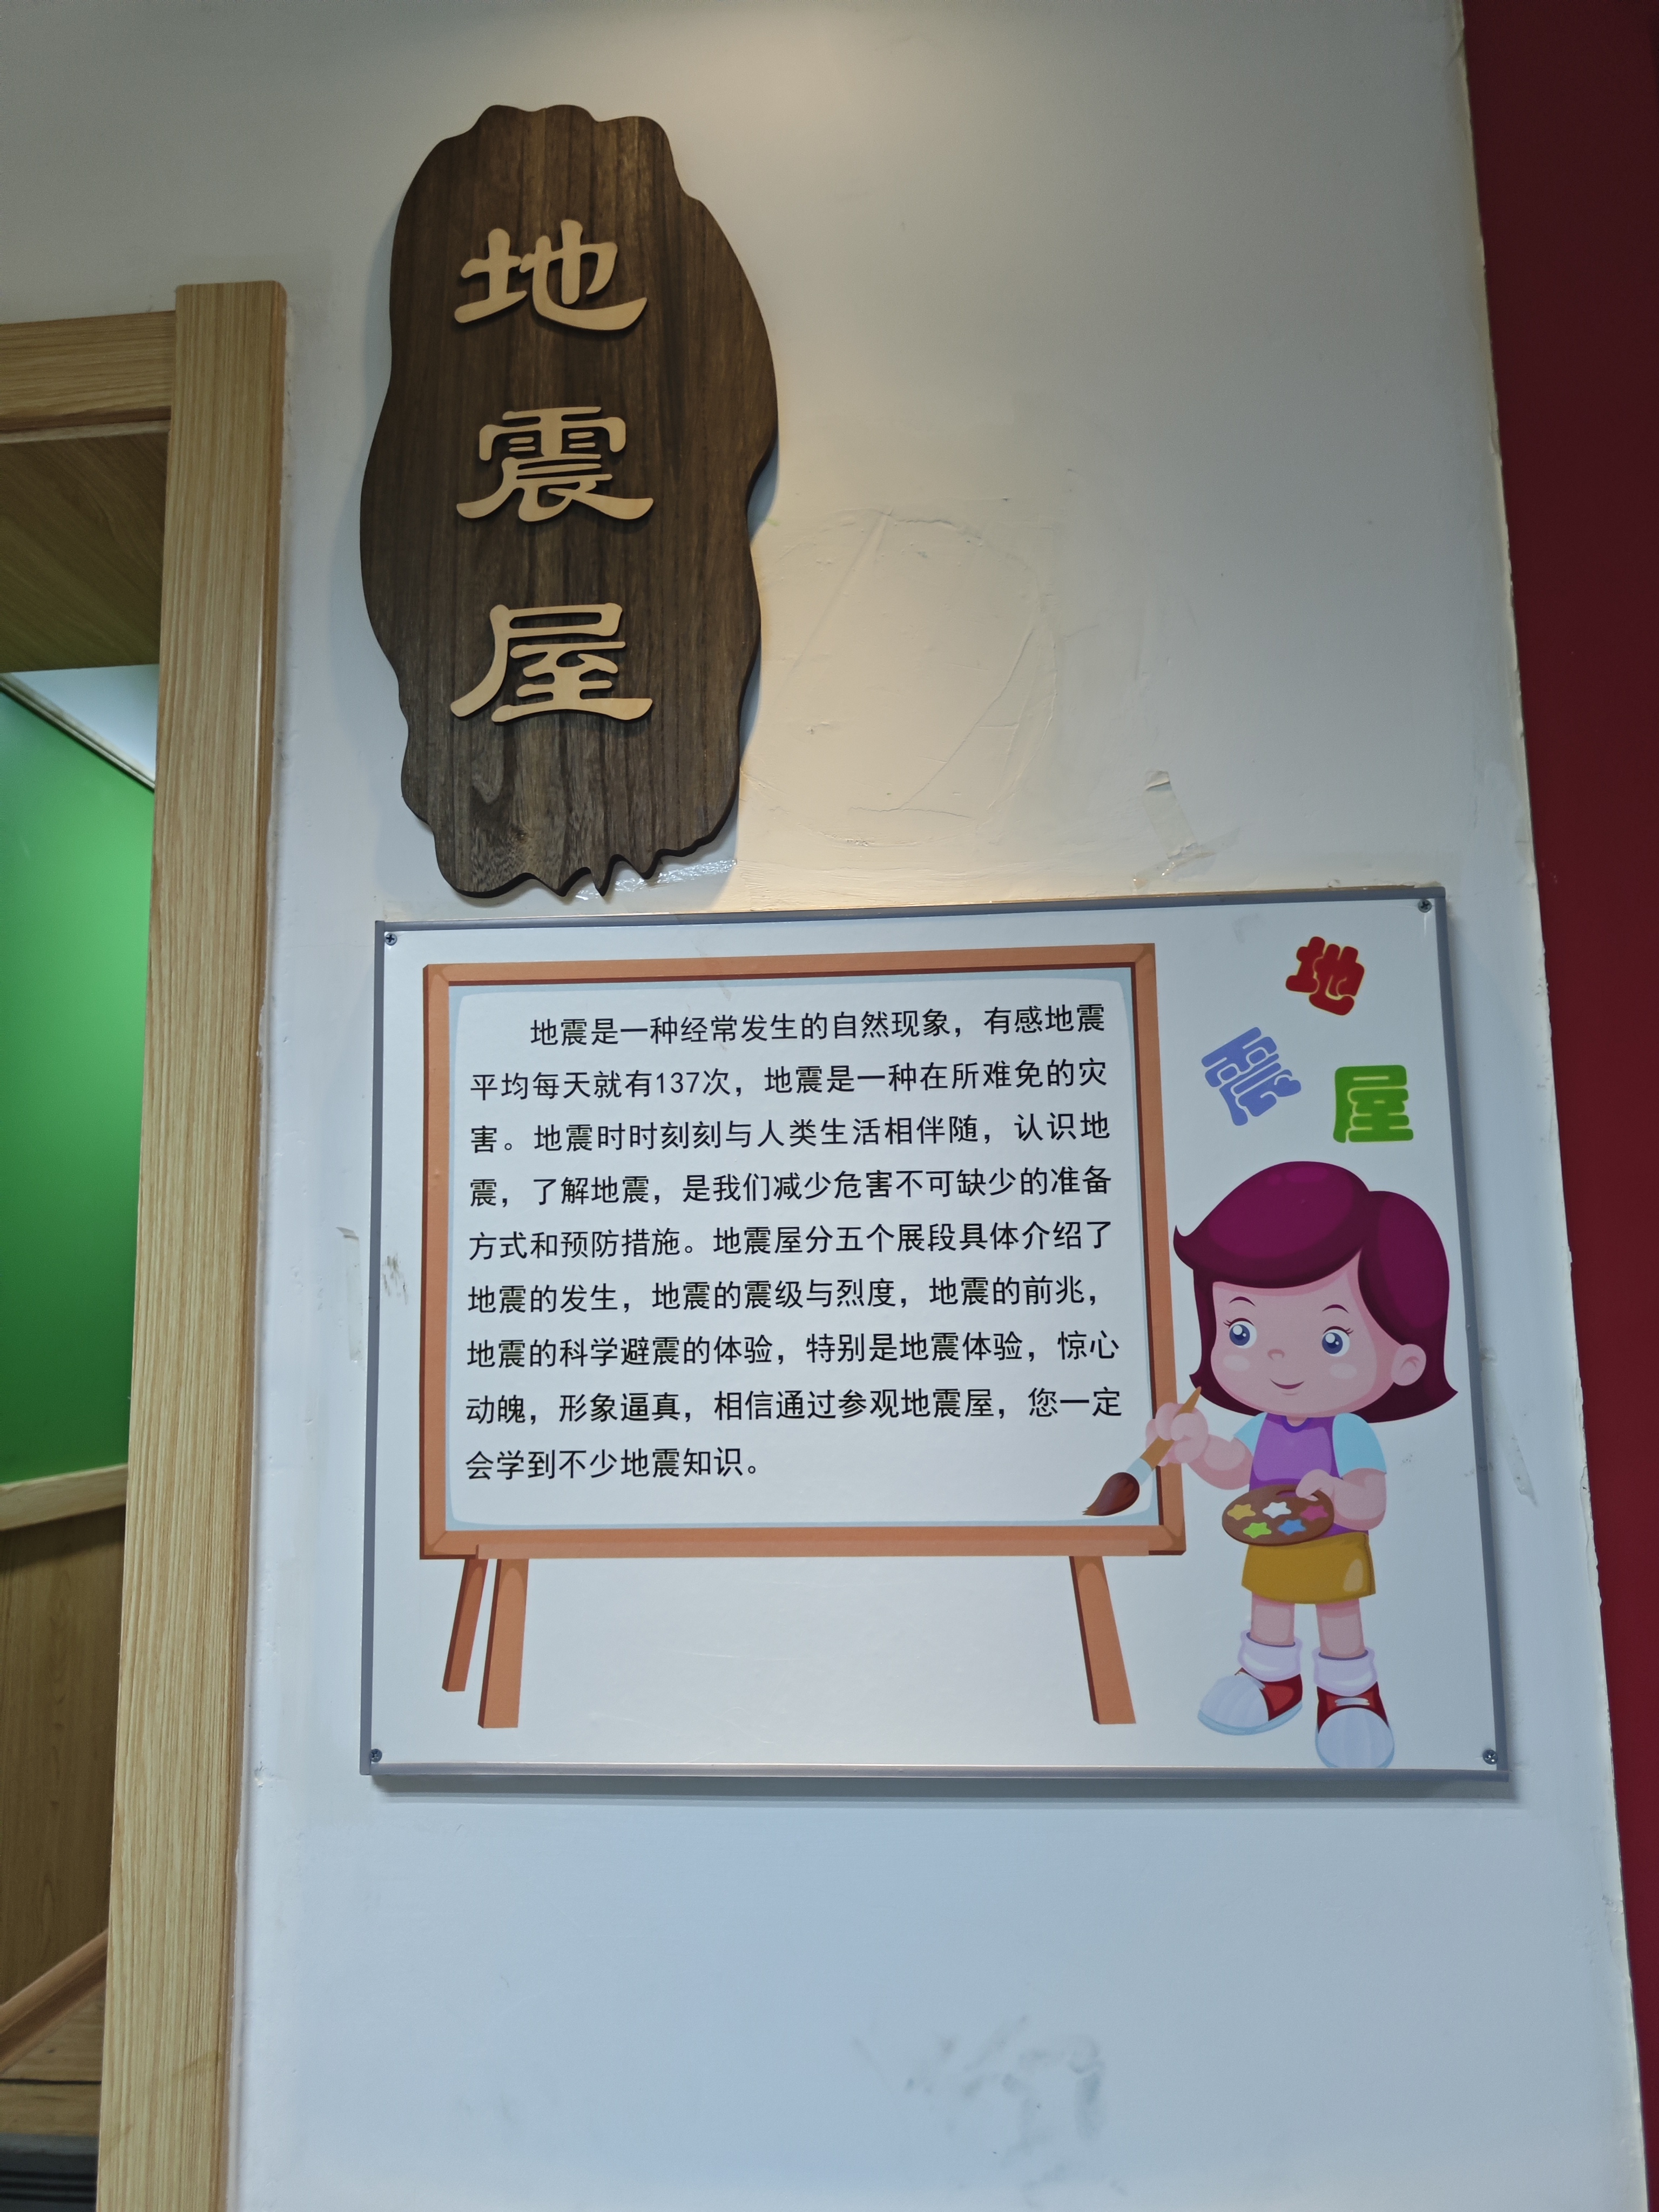 地
震
屋
地
震
屋
地震是一种经常发生的自然现象，有感地震
平均每天就有137次，地震是一种在所难免的灾
害。地震时时刻刻与人类生活相伴随，认识地
震，了解地震，是我们减少危害不可缺少的准备
方式和预防措施。地震屋分五个展段具体介绍了
地震的发生，地震的震级与烈度，地震的前兆，
地震的科学避震的体验，特别是地震体验，惊心
动魄，形象逼真，相信通过参观地震屋，您一定
会学到不少地震知识。